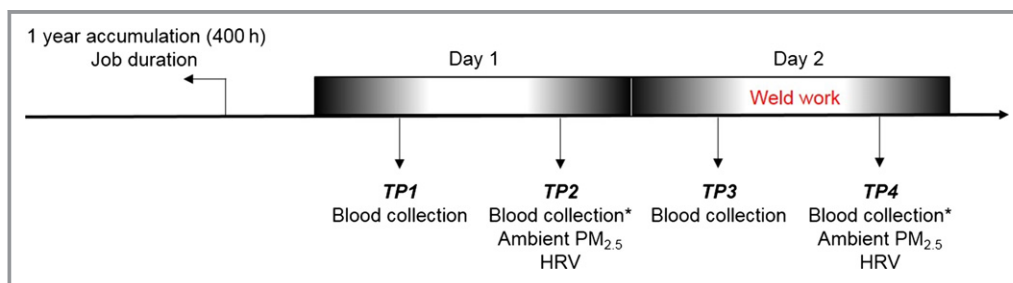 1 year accumulation (400 h)
Job duration
Day 1
Day 2
Weld work
TP1
Blood collection
TP2
Blood collection*
Ambient PM2.5
HRV
TP3
Blood collection
TP4
Blood collection*
Ambient PM2.5
HRV